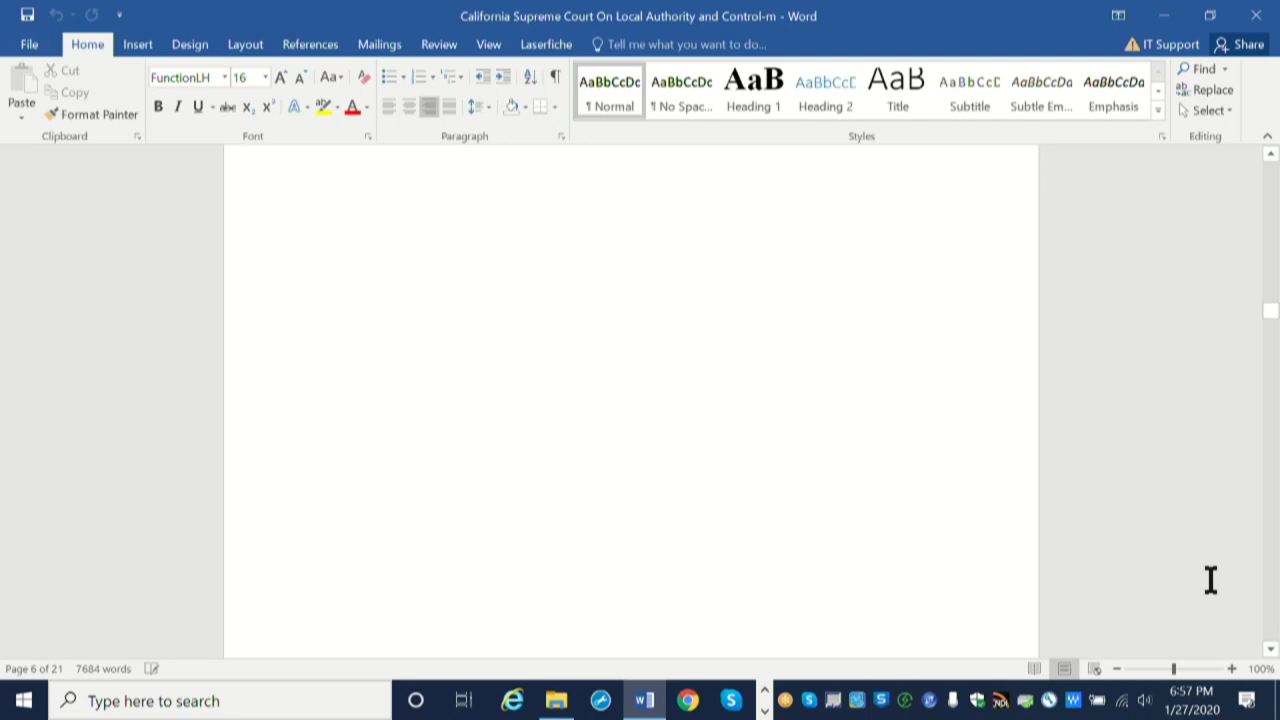 California Supreme Court On Local Authority and Control-m - Word
File Home Insert Design Layout References Mailings Review View Laserfiche Tell me what you want to do... IT Support Share
Cut
Copy
Paste
Format Painter
Clipboard
FunctionLH 16
Aa
B I U abc X₂ X²
A
Font
Paragraph
AaBbCcDc AaBbCcDc AaB AaBbCcD AaB AaBbCcD AaBbCcDa AaBbCcDa
¶ Normal ¶ No Spac... Heading 1 Heading 2 Title Subtitle Subtle Em... Emphasis
Styles
Find
Replace
Select
Editing
Page 6 of 21 7684 words
100%
Type here to search
6:57 PM
1/27/2020